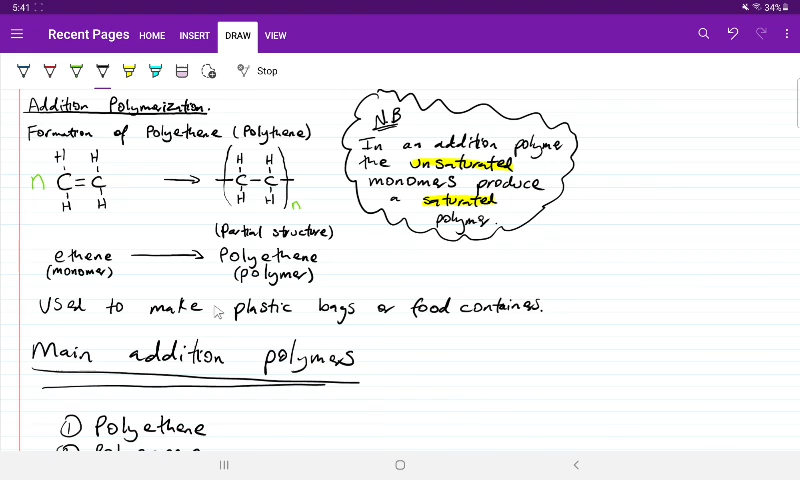 5:41
34%
Recent Pages HOME INSERT DRAW VIEW
Stop
Addition Polymerization.
Formation of Polyethene (Polythene)
H H
n C=C → C-C
H H
H H
H H n
(Partial structure)
ethene → Polyethene
(monomer) (polymer)
N.B
In an addition polyme
the unsaturated
monomers produce
a saturated
polymer.
Used to make plastic bags or food containers.
Main addition polymers
① Polyethene